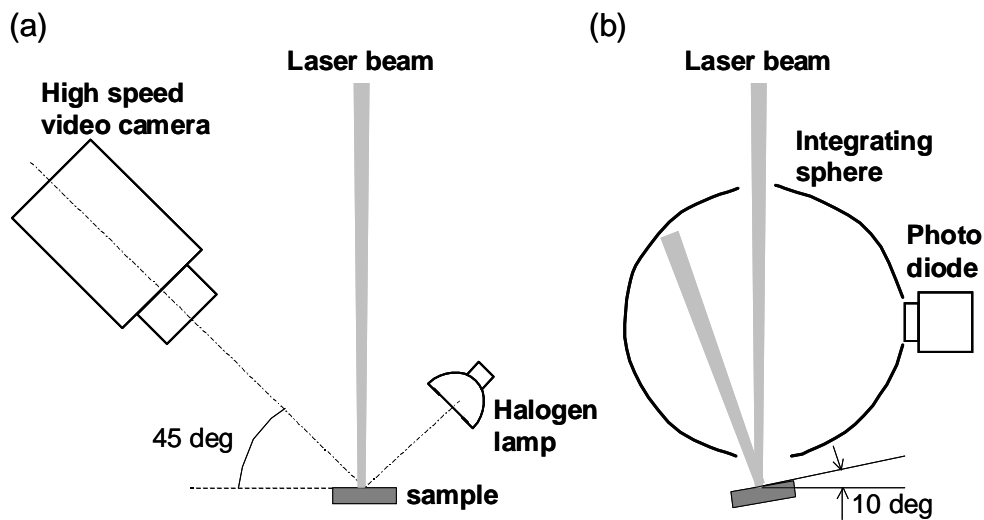 (a)
Laser beam
High speed
video camera
45 deg
Halogen
lamp
sample
(b)
Laser beam
Integrating
sphere
Photo
diode
10 deg